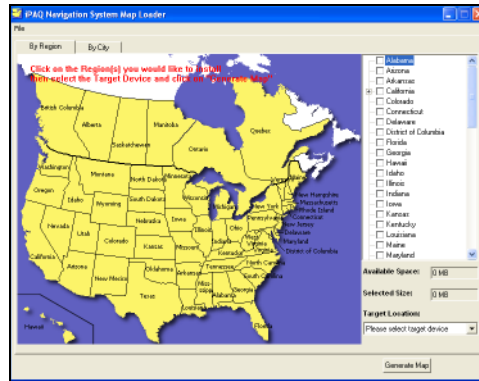 iPAQ Navigation System Map Loader
File
By Region
By City
Click on the Region(s) you would like to install
then select the Target Device and click on "Generate Map"
British Columbia
Alberta
Saskatchewan
Manitoba
Ontario
Quebec
Washington
Oregon
Idaho
Montana
Wyoming
North Dakota
South Dakota
Minnesota
Nebraska
Iowa
Wisconsin
Michigan
Nevada
Utah
Colorado
Kansas
Missouri
Illinois
Indiana
Ohio
California
Arizona
New Mexico
Oklahoma
Arkansas
Texas
Louisiana
Mississippi
Alabama
Georgia
Florida
Tennessee
Kentucky
South Carolina
North Carolina
West Virginia
Virginia
Pennsylvania
New York
Vermont
Maine
New Hampshire
Massachusetts
Rhode Island
Connecticut
New Jersey
Delaware
Maryland
District of Columbia
Hawaii
Alabama
Arizona
Arkansas
California
Colorado
Connecticut
Delaware
District of Columbia
Florida
Georgia
Hawaii
Idaho
Illinois
Indiana
Iowa
Kansas
Kentucky
Louisiana
Maine
Maryland
Available Space: 0 MB
Selected Size: 0 MB
Target Location:
Please select target device
Generate Map